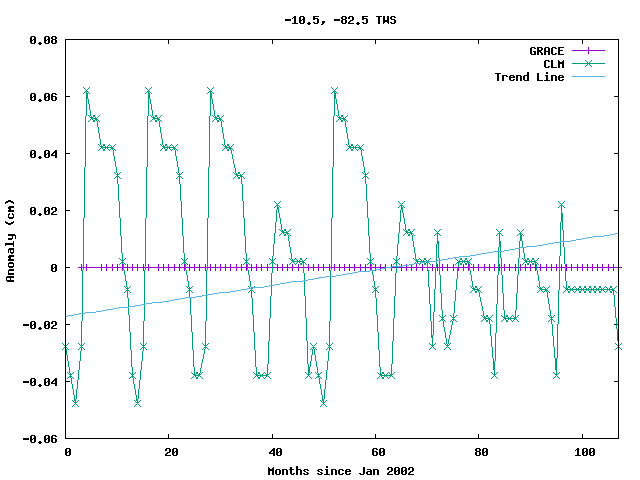 -10.5, -82.5 TWS
GRACE
CLM
Trend Line
0.08
0.06
0.04
0.02
0
-0.02
-0.04
-0.06
Anomaly (cm)
0 20 40 60 80 100
Months since Jan 2002